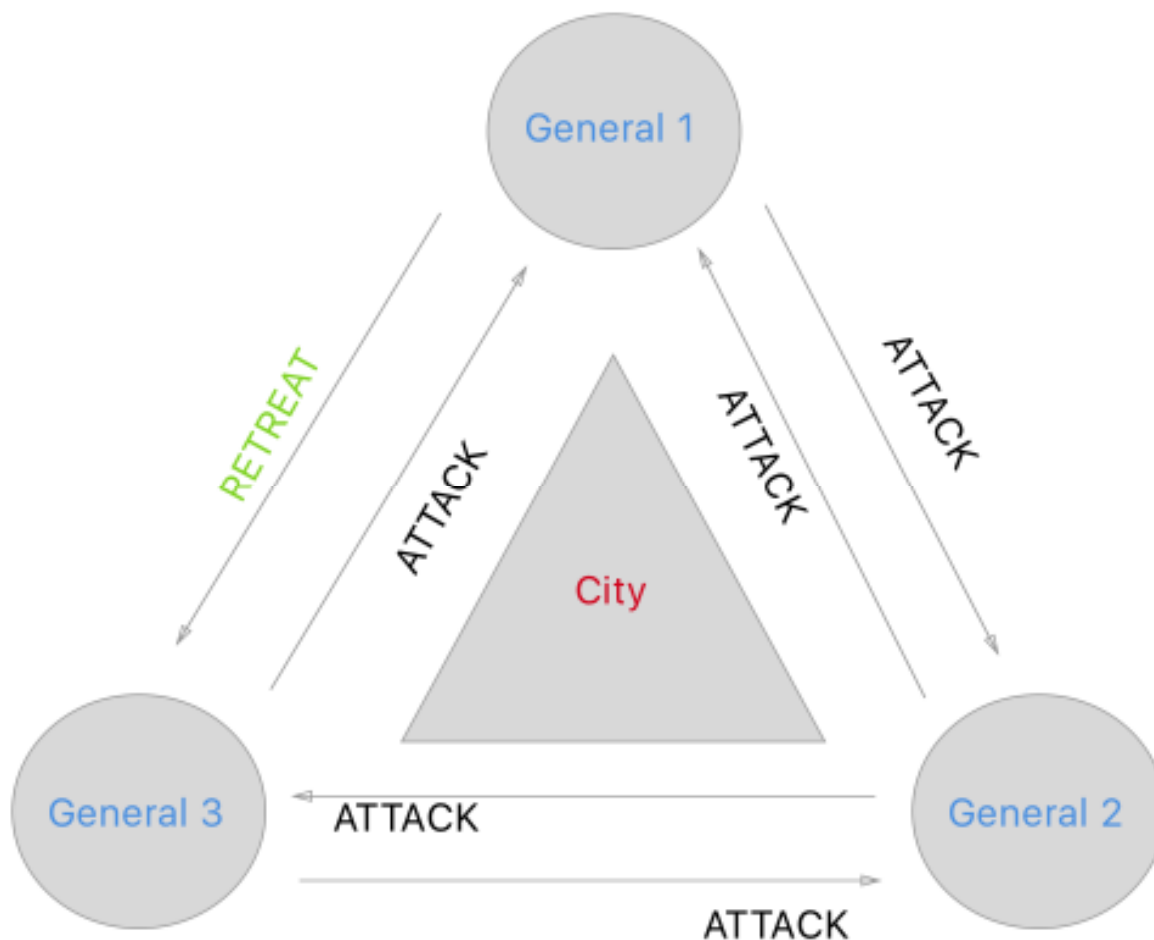 General 1
ATTACK
RETREAT
ATTACK
ATTACK
City
General 3
ATTACK
General 2
ATTACK